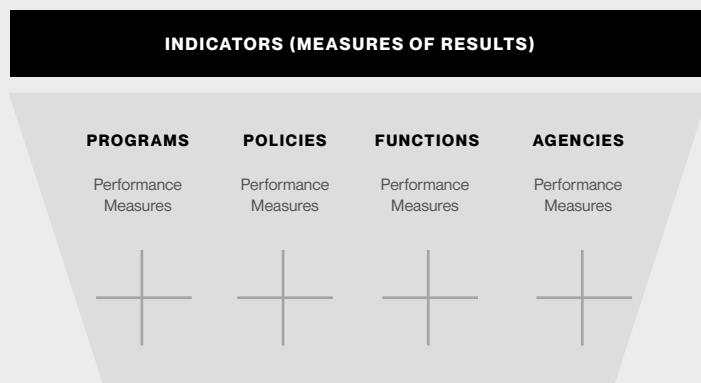 INDICATORS (MEASURES OF RESULTS)
PROGRAMS
Performance
Measures
POLICIES
Performance
Measures
FUNCTIONS
Performance
Measures
AGENCIES
Performance
Measures